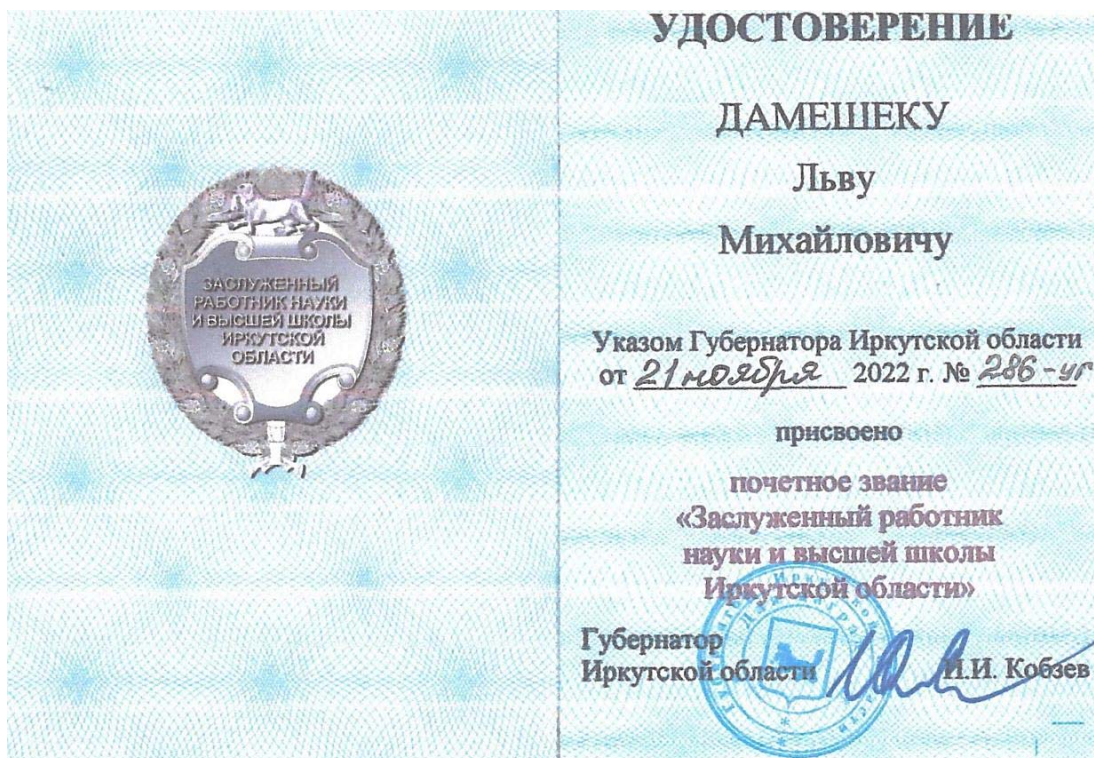 ЗАСЛУЖЕННЫЙ
РАБОТНИК НАУКИ
И ВЫСШЕЙ ШКОЛЫ
ИРКУТСКОЙ
ОБЛАСТИ
УДОСТОВЕРЕНИЕ
ДАМЕШЕКУ
Льву
Михайловичу
Указом Губернатора Иркутской области
от 21 ноября 2022 г. № 286-уг
присвоено
почетное звание
«Заслуженный работник
науки и высшей школы
Иркутской области»
Губернатор
Иркутской области И.И. Кобзев